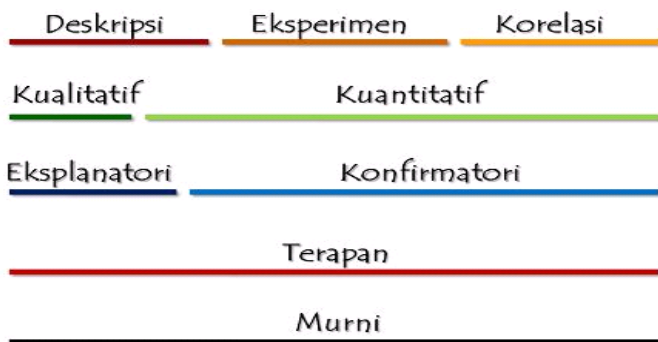 Deskripsi Eksperimen Korelasi
Kualitatif Kuantitatif
Eksplanatori Konfirmatori
Terapan
Murni